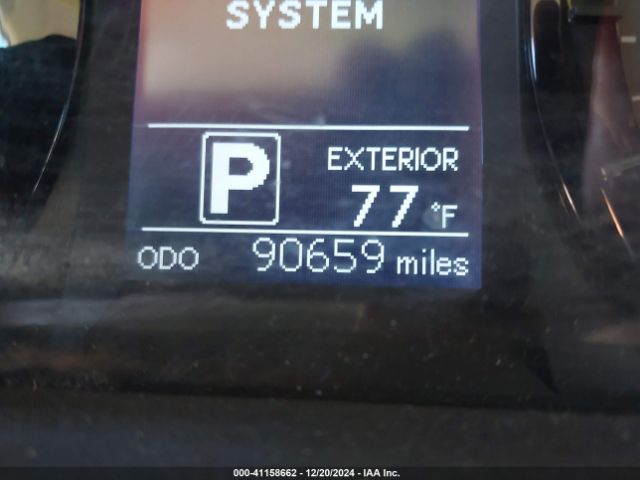 SYSTEM
P
EXTERIOR
77 °F
ODO 90659 miles
000-41158662 - 12/20/2024 - IAA Inc.